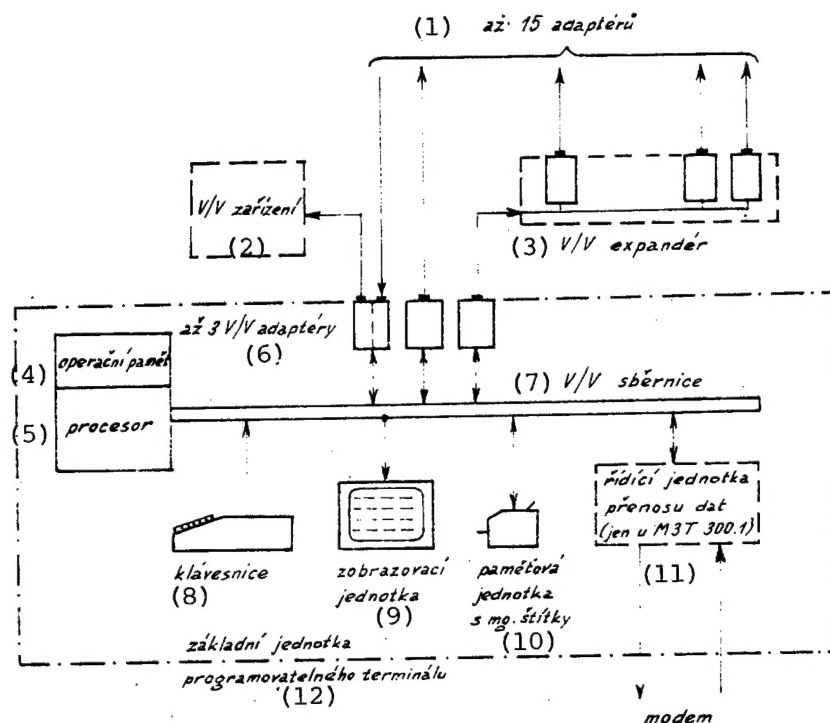 (1) až 15 adaptérů
V/V zařízení
(2)
(3) V/V expandér
až 3 V/V adaptéry
(6)
(4) operační paměť
(7) V/V sběrnice
(5) procesor
řídící jednotka
přenosu dat
(jen u M3T 300.1)
(11)
klávesnice
(8)
zobrazovací
jednotka
(9)
paměťová
jednotka
s mg. štítky
(10)
základní jednotka
programovatelného terminálu
(12)
modem